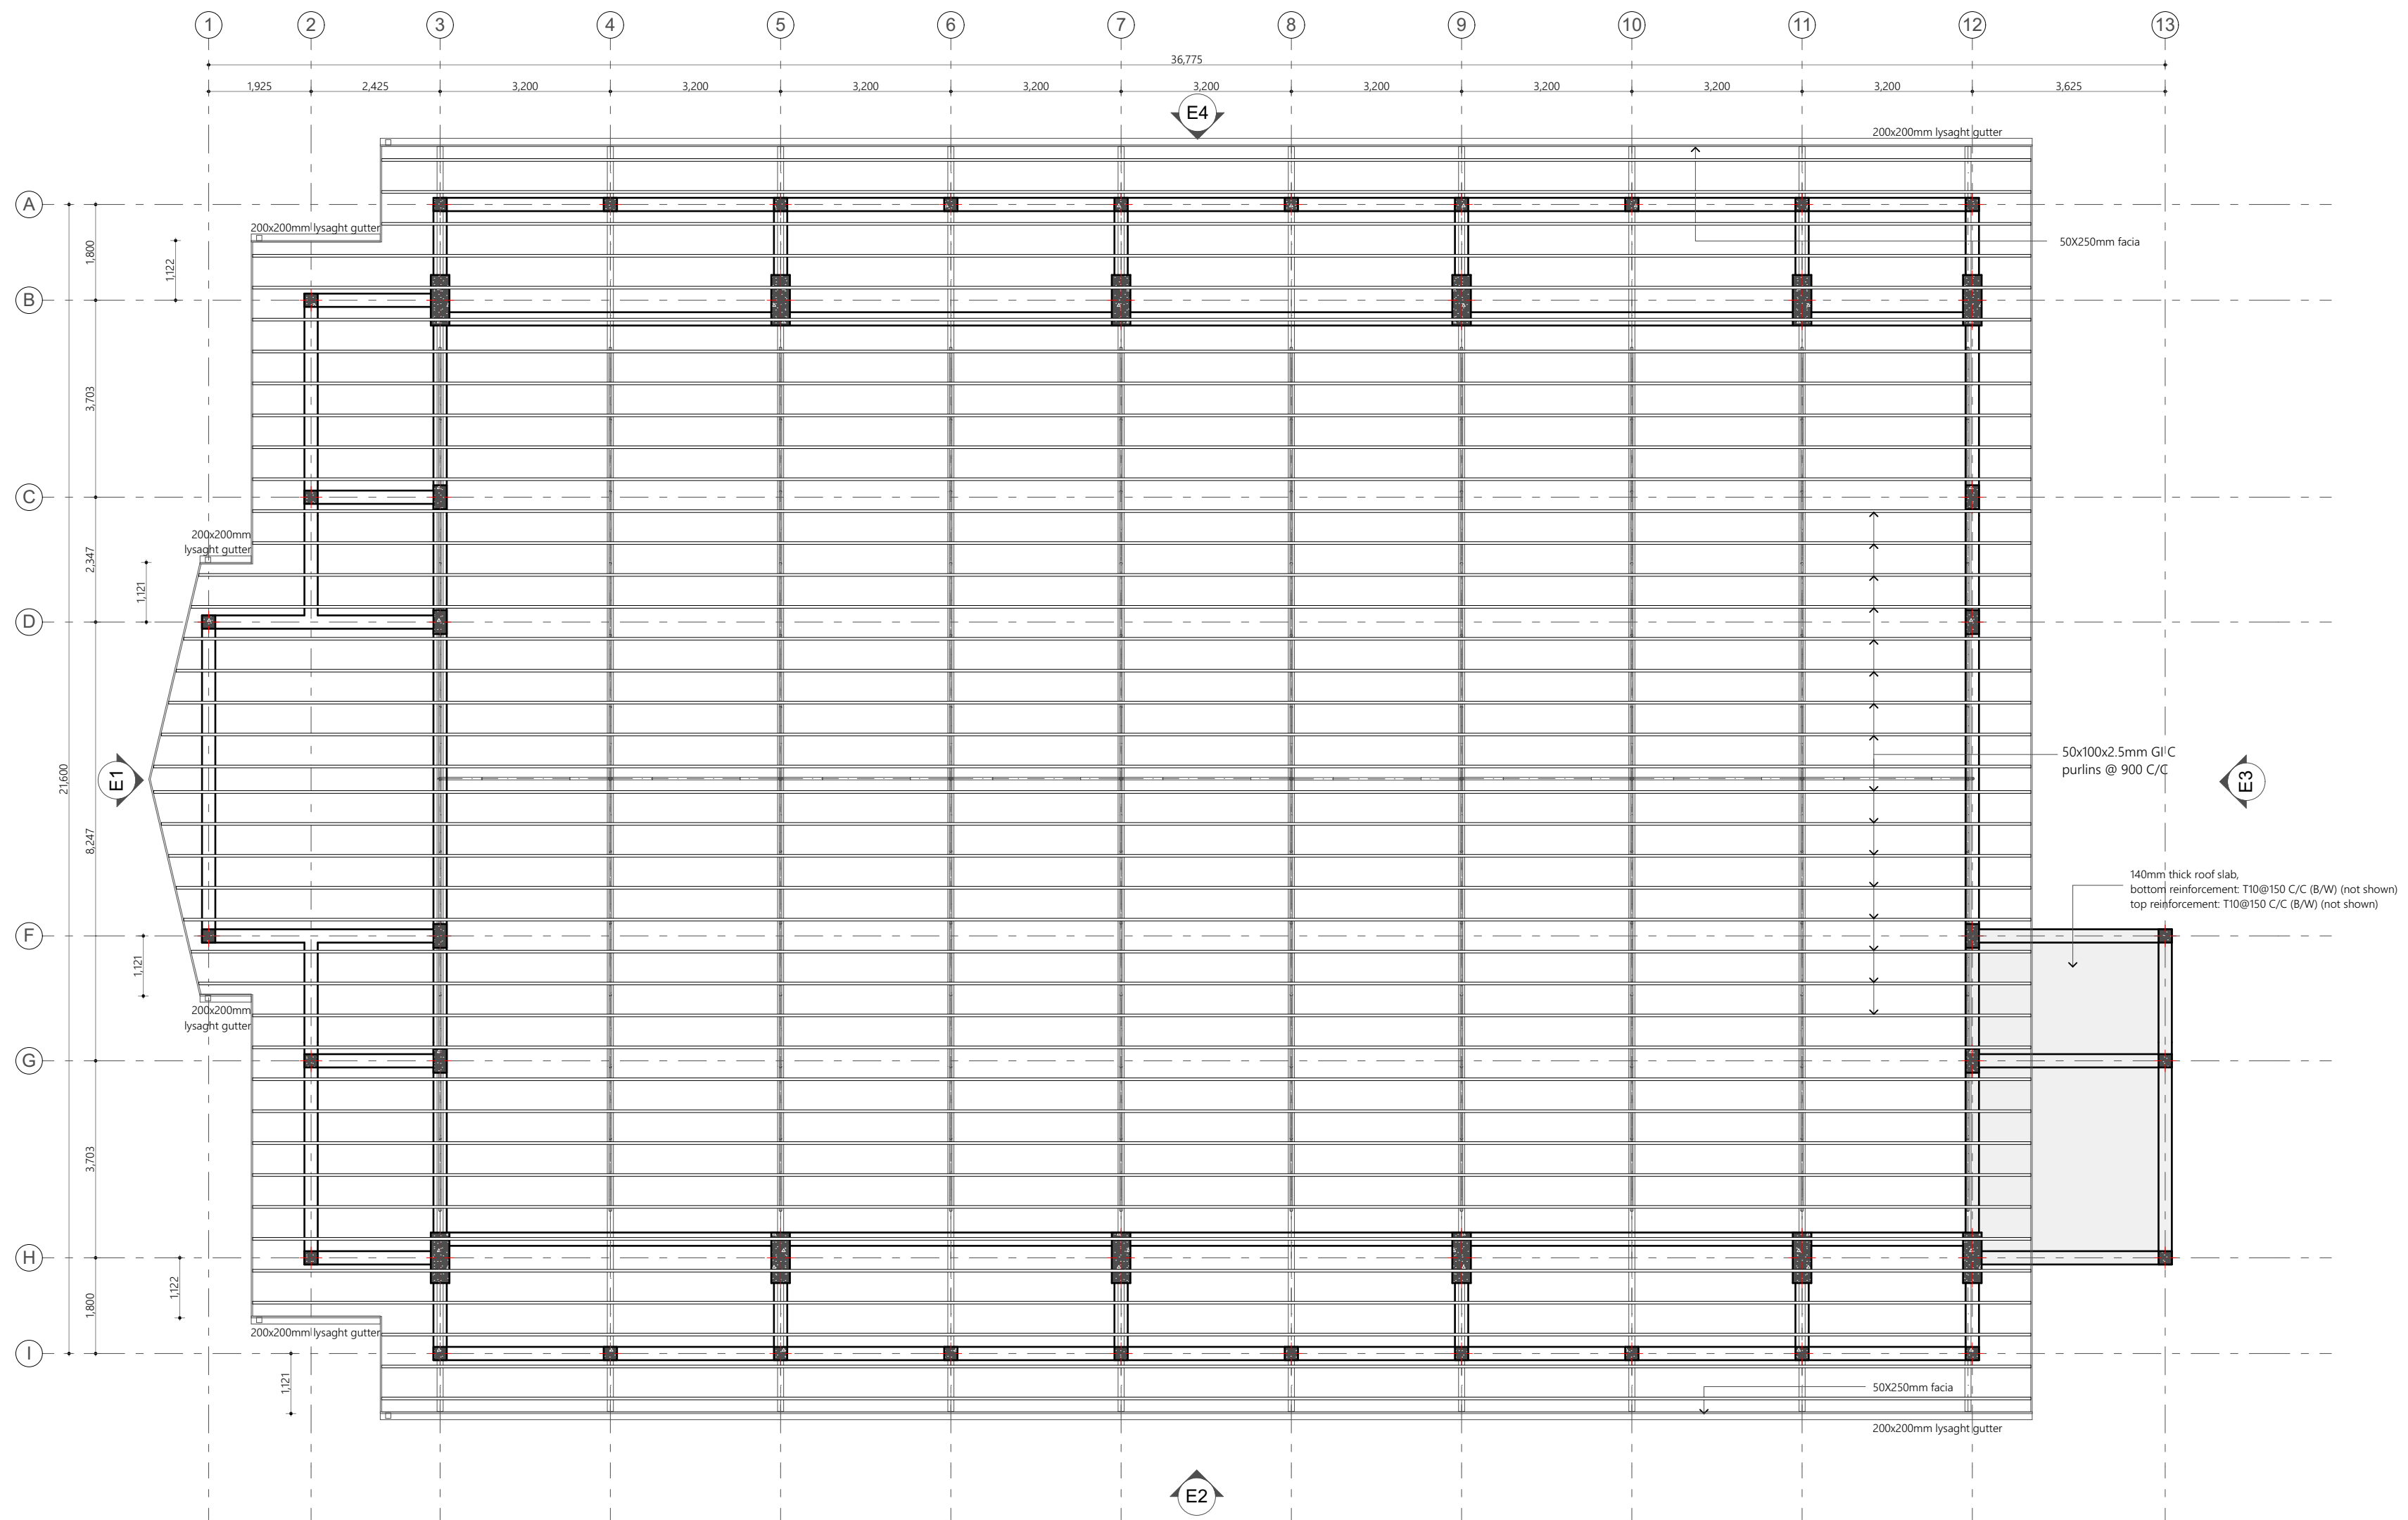 1 2 3 4 5 6 7 8 9 10 11 12 13
36,775
1,925 2,425 3,200 3,200 3,200 3,200 3,200 3,200 3,200 3,200 3,200 3,625
E4
200x200mm lysaght gutter
A
200x200mm lysaght gutter
50X250mm facia
1,800
1,122
B
3,703
C
200x200mm
lysaght gutter
2,347
1,121
D
50x100x2.5mm GI C
purlins @ 900 C/C
E1
21,600
E3
8,247
140mm thick roof slab,
bottom reinforcement: T10@150 C/C (B/W) (not shown)
top reinforcement: T10@150 C/C (B/W) (not shown)
F
1,121
200x200mm
lysaght gutter
G
3,703
H
1,122
1,800
200x200mm lysaght gutter
I
1,121
50X250mm facia
200x200mm lysaght gutter
E2